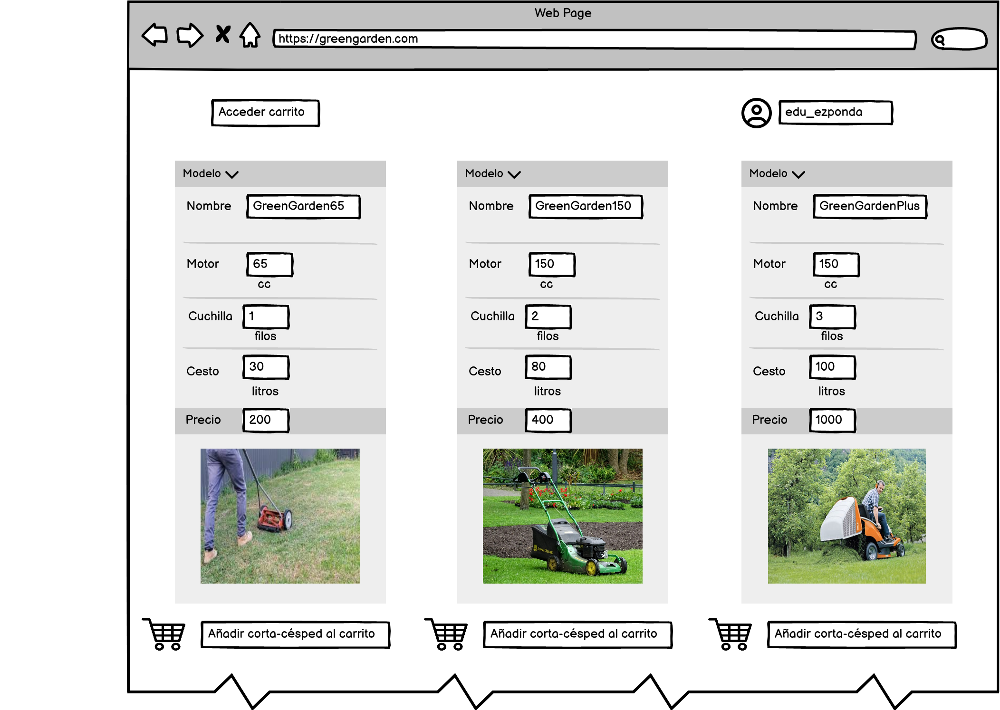 Web Page
https://greengarden.com
Acceder carrito
edu_ezponda
Modelo
Nombre GreenGarden65
Motor 65
cc
Cuchilla 1
filos
Cesto 30
litros
Precio 200
Añadir corta-césped al carrito
Modelo
Nombre GreenGarden150
Motor 150
cc
Cuchilla 2
filos
Cesto 80
litros
Precio 400
JOHN DEERE
Añadir corta-césped al carrito
Modelo
Nombre GreenGardenPlus
Motor 150
cc
Cuchilla 3
filos
Cesto 100
litros
Precio 1000
Añadir corta-césped al carrito